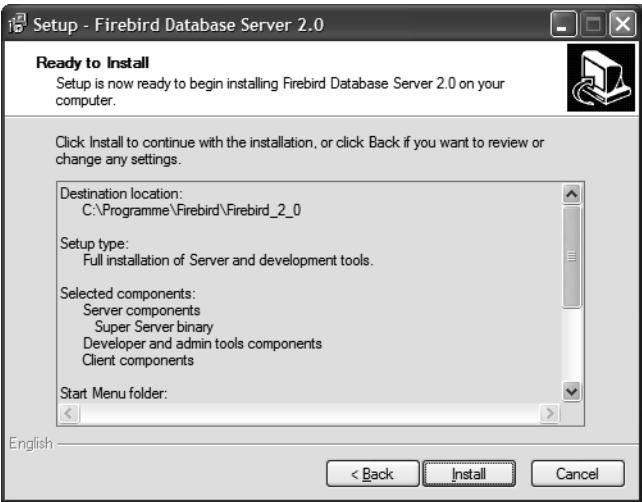 Setup - Firebird Database Server 2.0
Ready to Install
Setup is now ready to begin installing Firebird Database Server 2.0 on your
computer.
Click Install to continue with the installation, or click Back if you want to review or
change any settings.
Destination location:
C:\Programme\Firebird\Firebird_2_0
Setup type:
Full installation of Server and development tools.
Selected components:
Server components
Super Server binary
Developer and admin tools components
Client components
Start Menu folder:
English
< Back
Install
Cancel